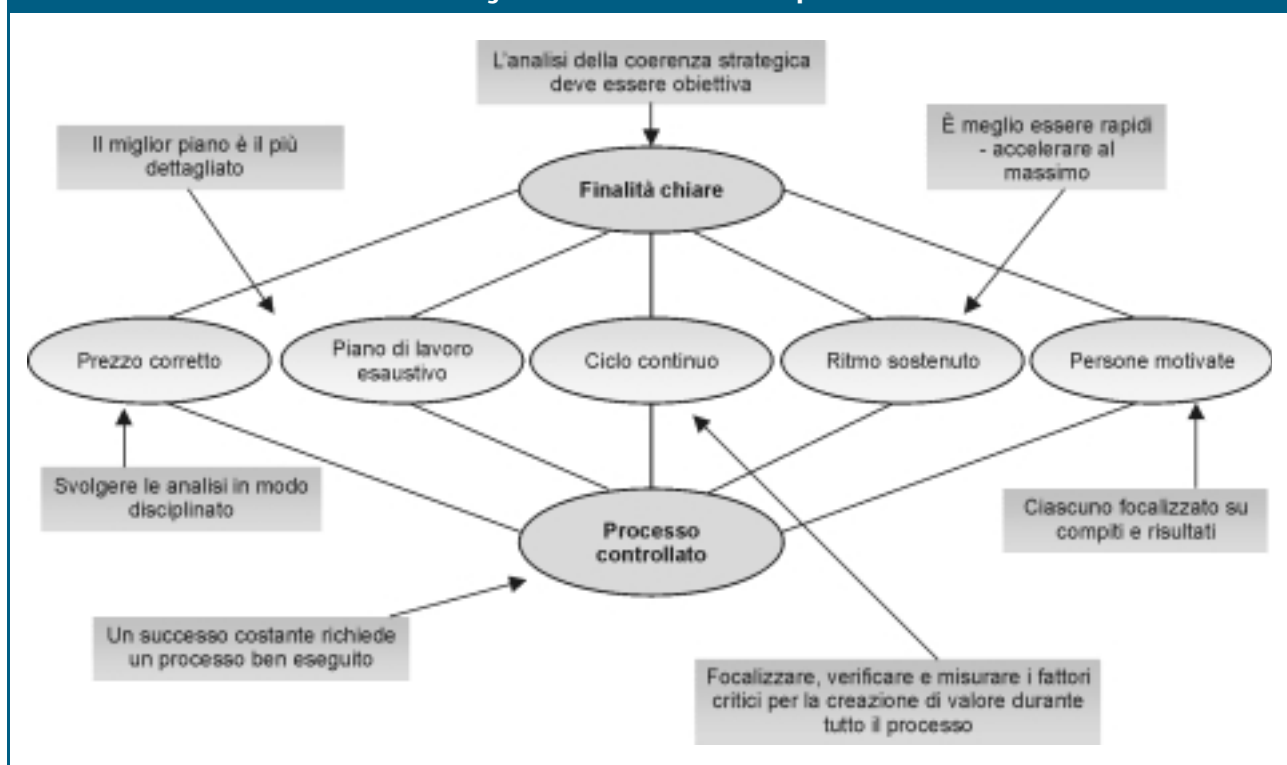 L'analisi della coerenza strategica
deve essere obiettiva
Il miglior piano è il più
dettagliato
È meglio essere rapidi
- accelerare al
massimo
Finalità chiare
Prezzo corretto
Piano di lavoro
esaustivo
Ciclo continuo
Ritmo sostenuto
Persone motivate
Svolgere le analisi in modo
disciplinato
Ciascuno focalizzato su
compiti e risultati
Processo
controllato
Un successo costante richiede
un processo ben eseguito
Focalizzare, verificare e misurare i fattori
critici per la creazione di valore durante
tutto il processo